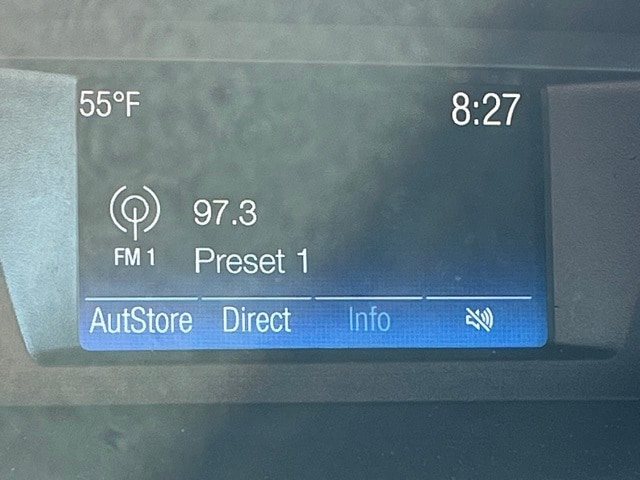 55°F 8:27
97.3
FM 1 Preset 1
AutStore Direct Info